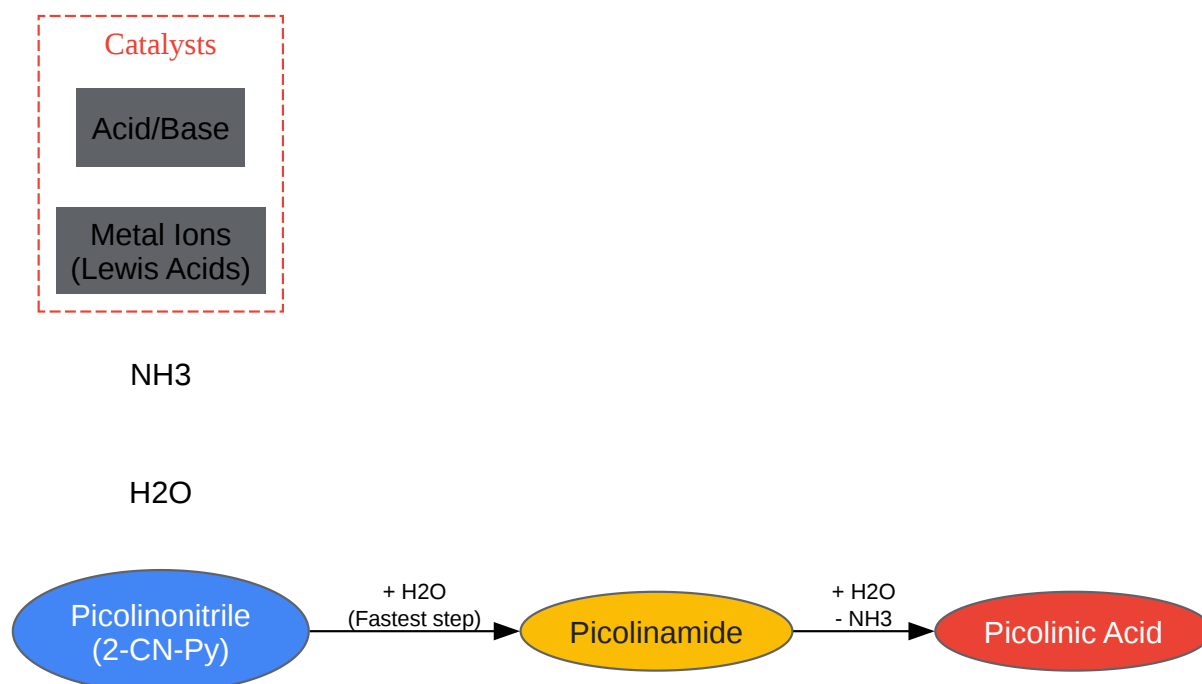 Catalysts
Acid/Base
Metal Ions
(Lewis Acids)
NH3
H2O
Picolinonitrile
(2-CN-Py)
+ H2O
(Fastest step)
Picolinamide
+ H2O
- NH3
Picolinic Acid